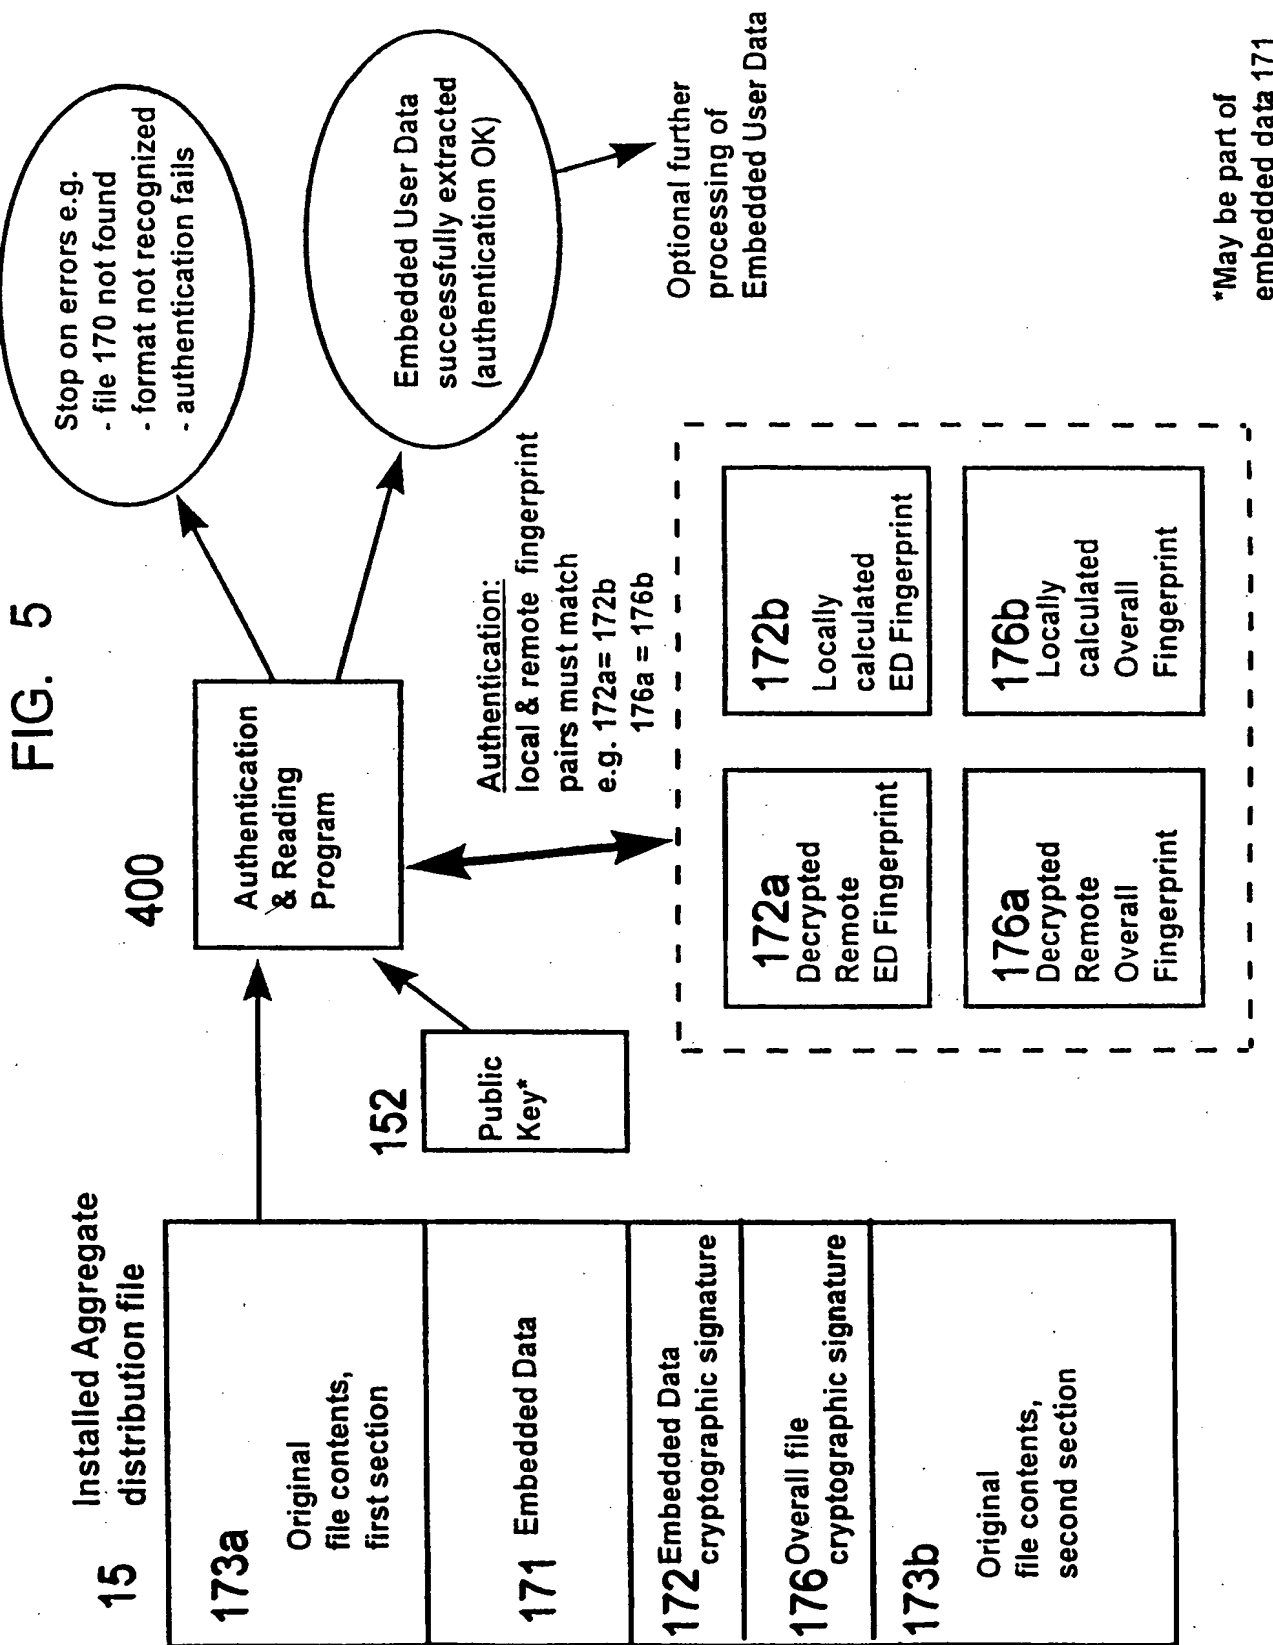 FIG. 5
15
Installed Aggregate
distribution file
173a
Original
file contents,
first section
171 Embedded Data
172 Embedded Data
cryptographic signature
176 Overall file
cryptographic signature
173b
Original
file contents,
second section
152
Public
Key*
400
Authentication
& Reading
Program
Stop on errors e.g.
- file 170 not found
- format not recognized
- authentication fails
Embedded User Data
successfully extracted
(authentication OK)
Optional further
processing of
Embedded User Data
Authentication:
local & remote fingerprint
pairs must match
e.g. 172a= 172b
176a = 176b
172a
Decrypted
Remote
ED Fingerprint
172b
Locally
calculated
ED Fingerprint
176a
Decrypted
Remote
Overall
Fingerprint
176b
Locally
calculated
Overall
Fingerprint
*May be part of
embedded data 171